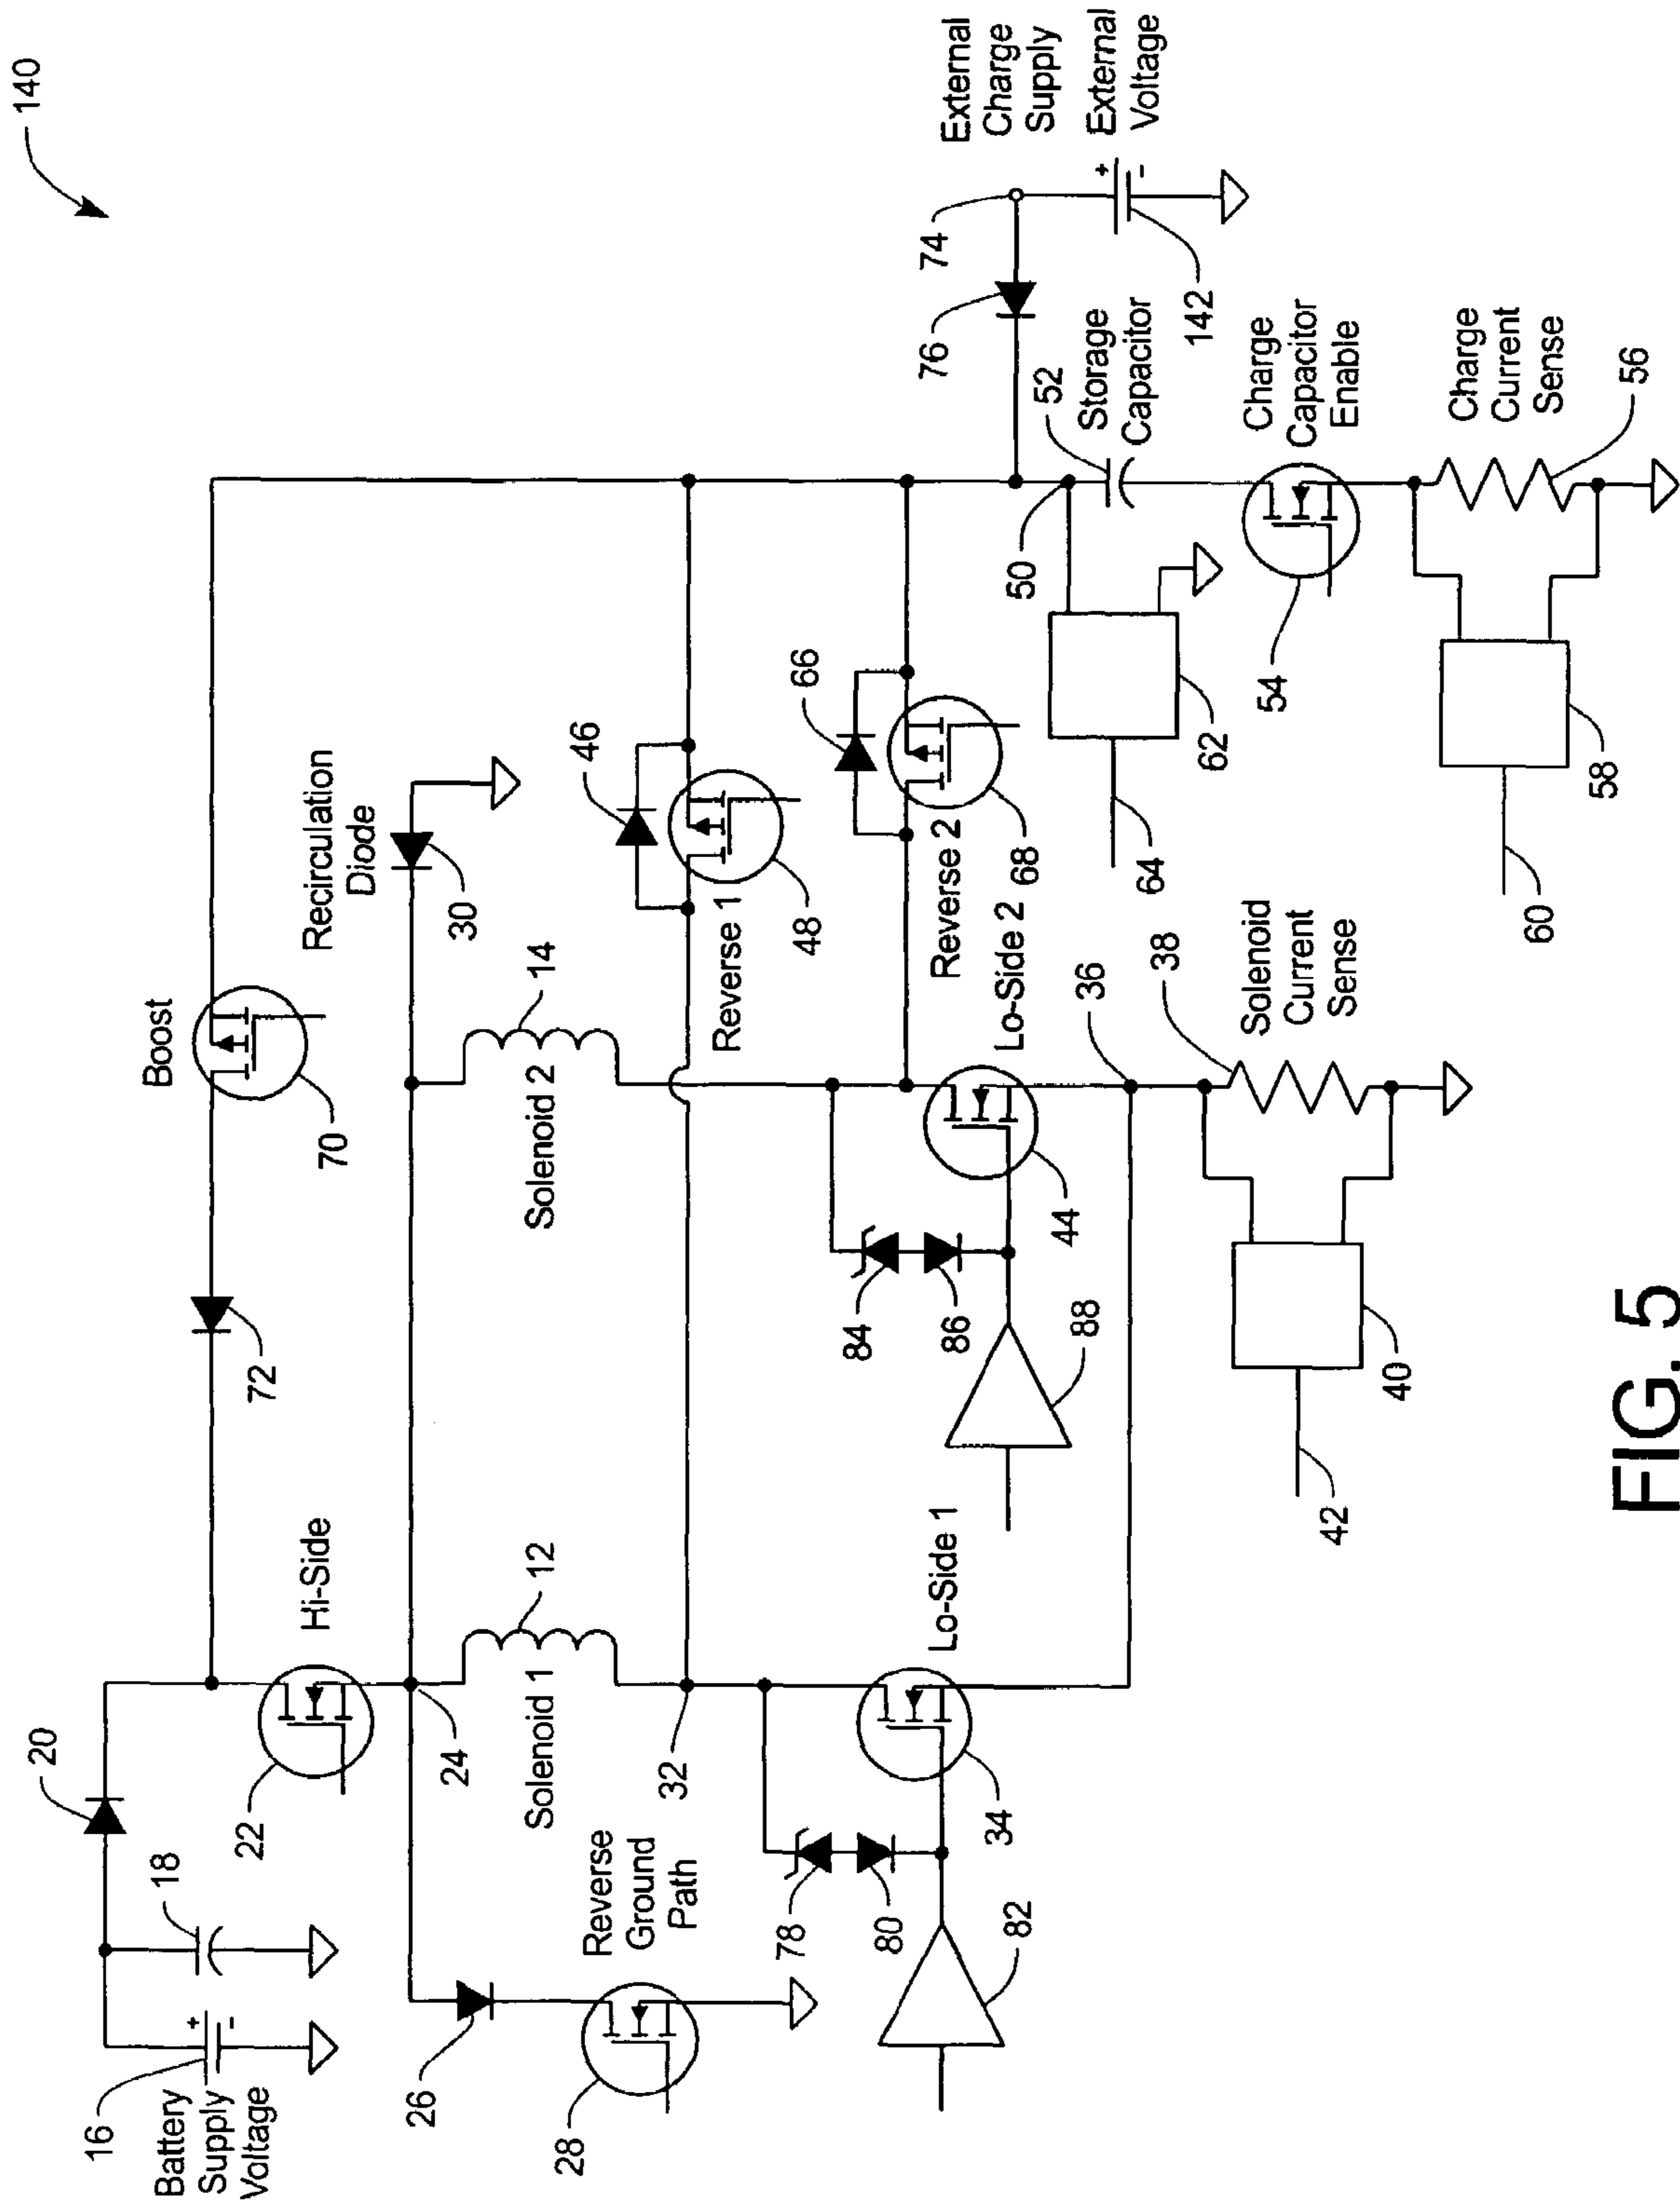 140
Battery
Supply
Voltage
16
+
-
18
20
22
Hi-Side
24
26
28
Reverse
Ground
Path
Solenoid 1
12
32
78
80
82
34
Lo-Side 1
72
Boost
70
Recirculation
Diode
30
Solenoid 2
14
Reverse 1
46
48
66
Reverse 2
68
84
86
88
44
Lo-Side 2
36
38
Solenoid
Current
Sense
40
42
50
52
Storage
Capacitor
62
64
54
Charge
Capacitor
Enable
Charge
Current
Sense
56
58
60
76
74
External
Charge
Supply
+
-
External
Voltage
142
FIG. 5